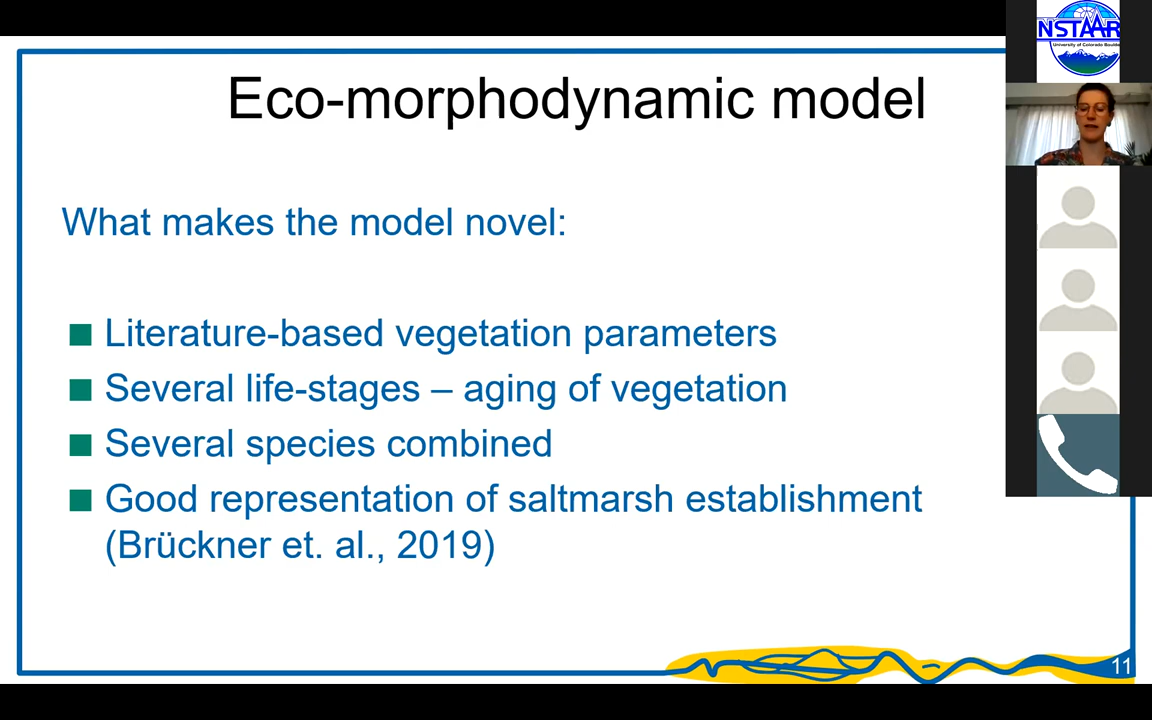 Eco-morphodynamic model
What makes the model novel:
Literature-based vegetation parameters
Several life-stages – aging of vegetation
Several species combined
Good representation of saltmarsh establishment
(Brückner et. al., 2019)
11
NSTAAR
University of Colorado Boulde